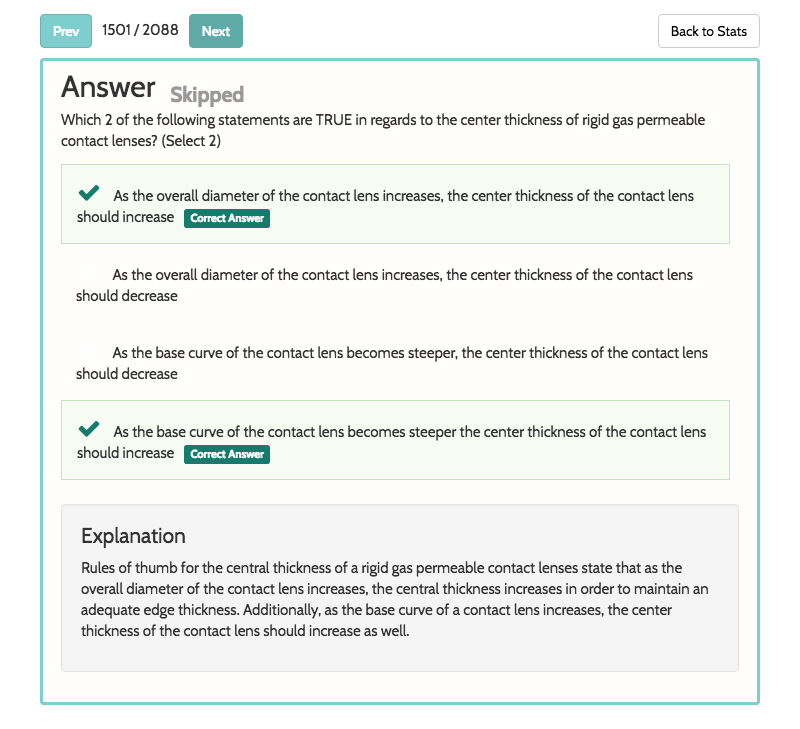 Prev 1501 / 2088 Next Back to Stats
Answer Skipped
Which 2 of the following statements are TRUE in regards to the center thickness of rigid gas permeable
contact lenses? (Select 2)
As the overall diameter of the contact lens increases, the center thickness of the contact lens
should increase Correct Answer
As the overall diameter of the contact lens increases, the center thickness of the contact lens
should decrease
As the base curve of the contact lens becomes steeper, the center thickness of the contact lens
should decrease
As the base curve of the contact lens becomes steeper the center thickness of the contact lens
should increase Correct Answer
Explanation
Rules of thumb for the central thickness of a rigid gas permeable contact lenses state that as the
overall diameter of the contact lens increases, the central thickness increases in order to maintain an
adequate edge thickness. Additionally, as the base curve of a contact lens increases, the center
thickness of the contact lens should increase as well.